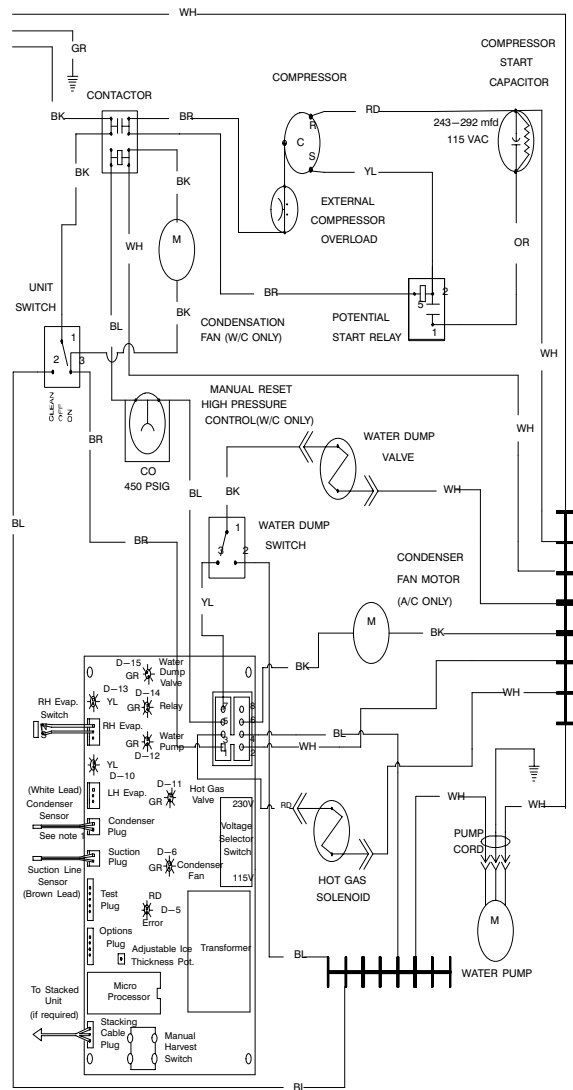 WH
GR
COMPRESSOR
START
CAPACITOR
COMPRESSOR
CONTACTOR
RD
243–292 mfd
115 VAC
BK
BR
R
C
S
YL
BK
BK
EXTERNAL
COMPRESSOR
OVERLOAD
M
WH
OR
UNIT
SWITCH
BR
2
5
1
POTENTIAL
START RELAY
BK
BL
CONDENSATION
FAN (W/C ONLY)
1
2
3
WH
CLEAN
OFF
ON
MANUAL RESET
HIGH PRESSURE
CONTROL(W/C ONLY)
BR
WH
WATER DUMP
VALVE
CO
450 PSIG
BL
BK
WH
BL
BR
1
3
2
WATER DUMP
SWITCH
CONDENSER
FAN MOTOR
(A/C ONLY)
YL
M
BK
BK
D–15
GR
Water
Dump
Valve
D–13
YL
D–14
GR
Relay
RH Evap.
Switch
RH Evap.
GR
Water
Pump
D–12
7
8
5
6
3
4
1
2
BL
WH
WH
YL
D–10
D–11
GR
Hot Gas
Valve
LH Evap.
(White Lead)
Condenser
Sensor
See note 1
Condenser
Plug
230V
Voltage
Selector
Switch
115V
RD
WH
WH
HOT GAS
SOLENOID
PUMP
CORD
Suction Line
Sensor
(Brown Lead)
Suction
Plug
D–6
GR
Condenser
Fan
Test
Plug
RD
D–5
Error
M
WATER PUMP
Options
Plug
Adjustable Ice
Thickness Pot.
Transformer
BL
Micro
Processor
To Stacked
Unit
(if required)
Stacking
Cable
Plug
Manual
Harvest
Switch
BL